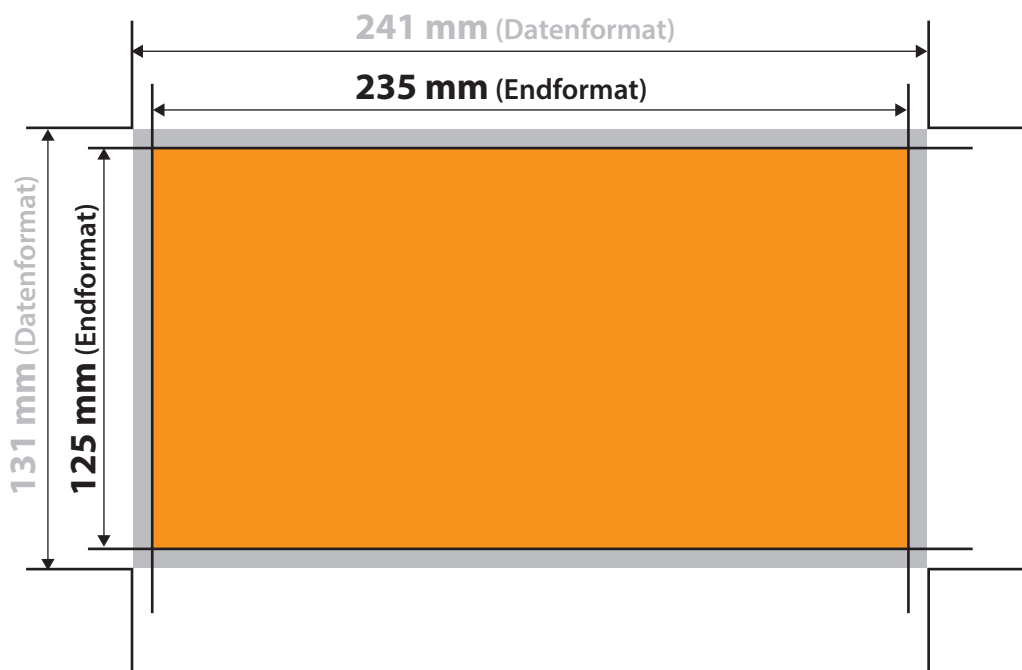 241 mm (Datenformat)
235 mm (Endformat)
131 mm (Datenformat)
125 mm (Endformat)